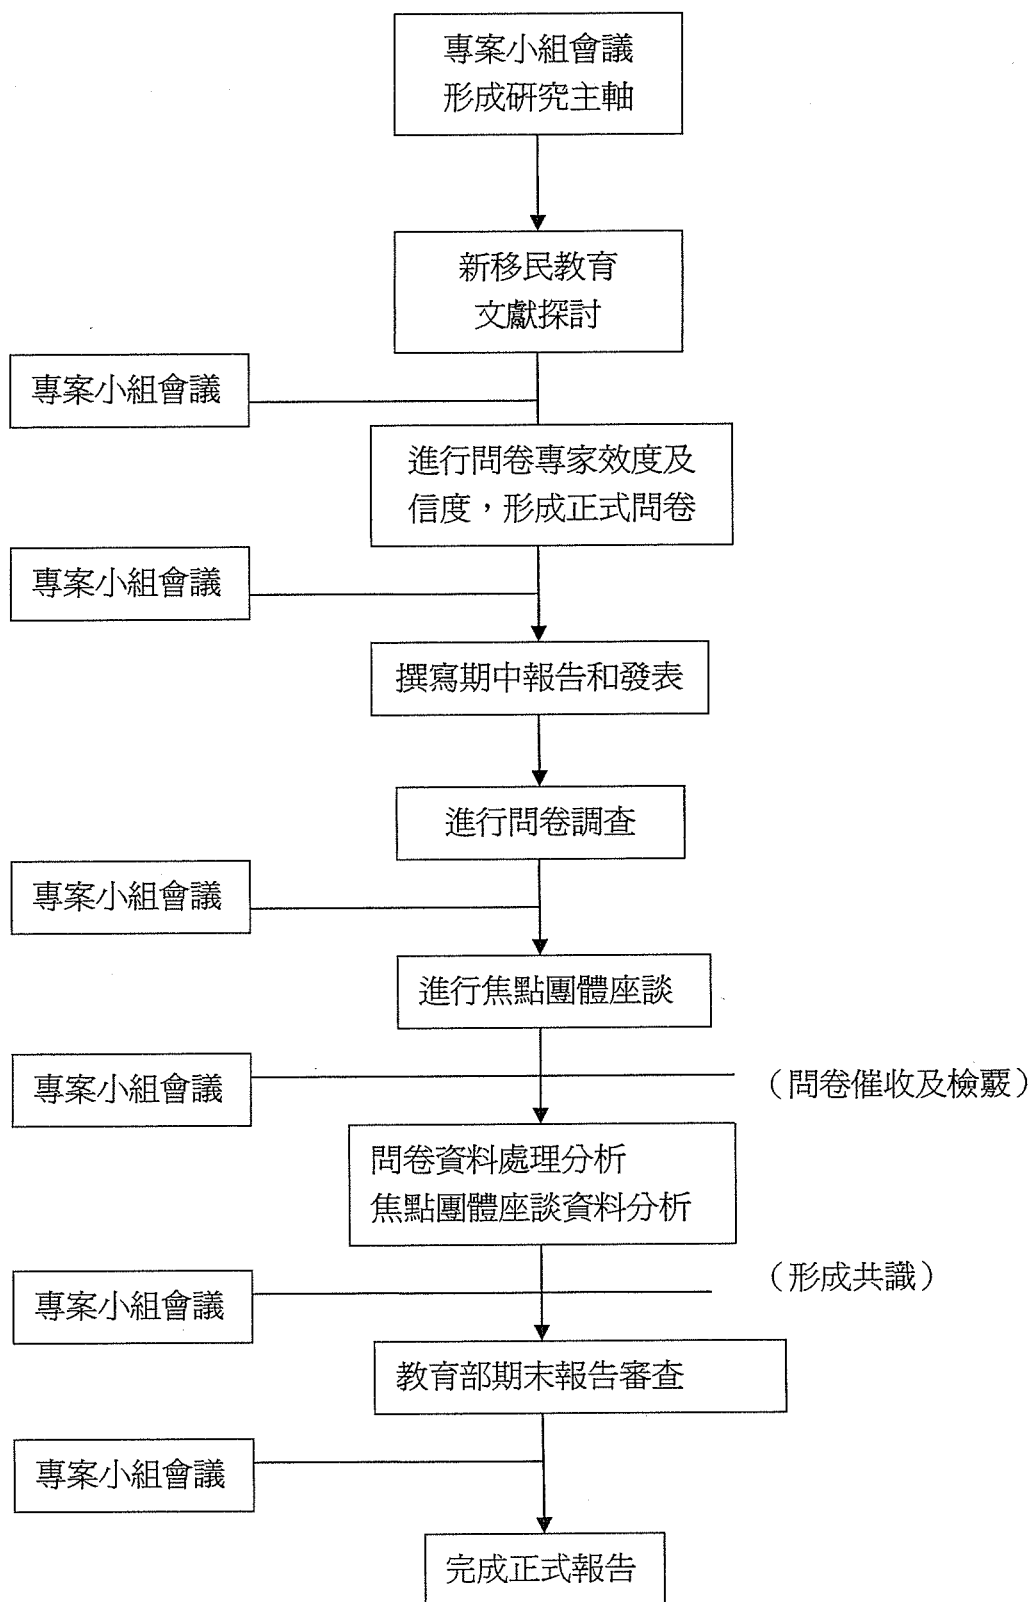 專案小組會議
形成研究主軸
新移民教育
文獻探討
專案小組會議
進行問卷專家效度及
信度，形成正式問卷
專案小組會議
撰寫期中報告和發表
進行問卷調查
專案小組會議
進行焦點團體座談
專案小組會議
（問卷催收及檢覈）
問卷資料處理分析
焦點團體座談資料分析
專案小組會議
（形成共識）
教育部期末報告審查
專案小組會議
完成正式報告